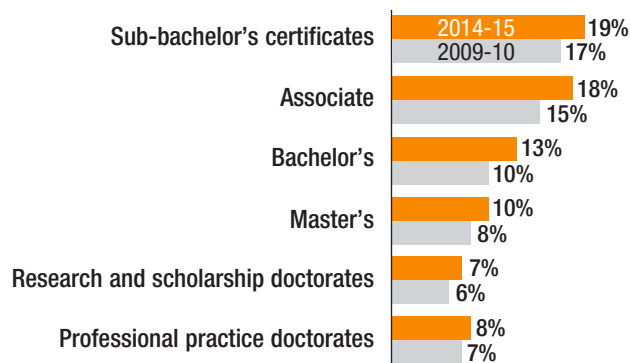 Sub-bachelor's certificates
2014-15 19%
2009-10 17%
Associate
18%
15%
Bachelor's
13%
10%
Master's
10%
8%
Research and scholarship doctorates
7%
6%
Professional practice doctorates
8%
7%